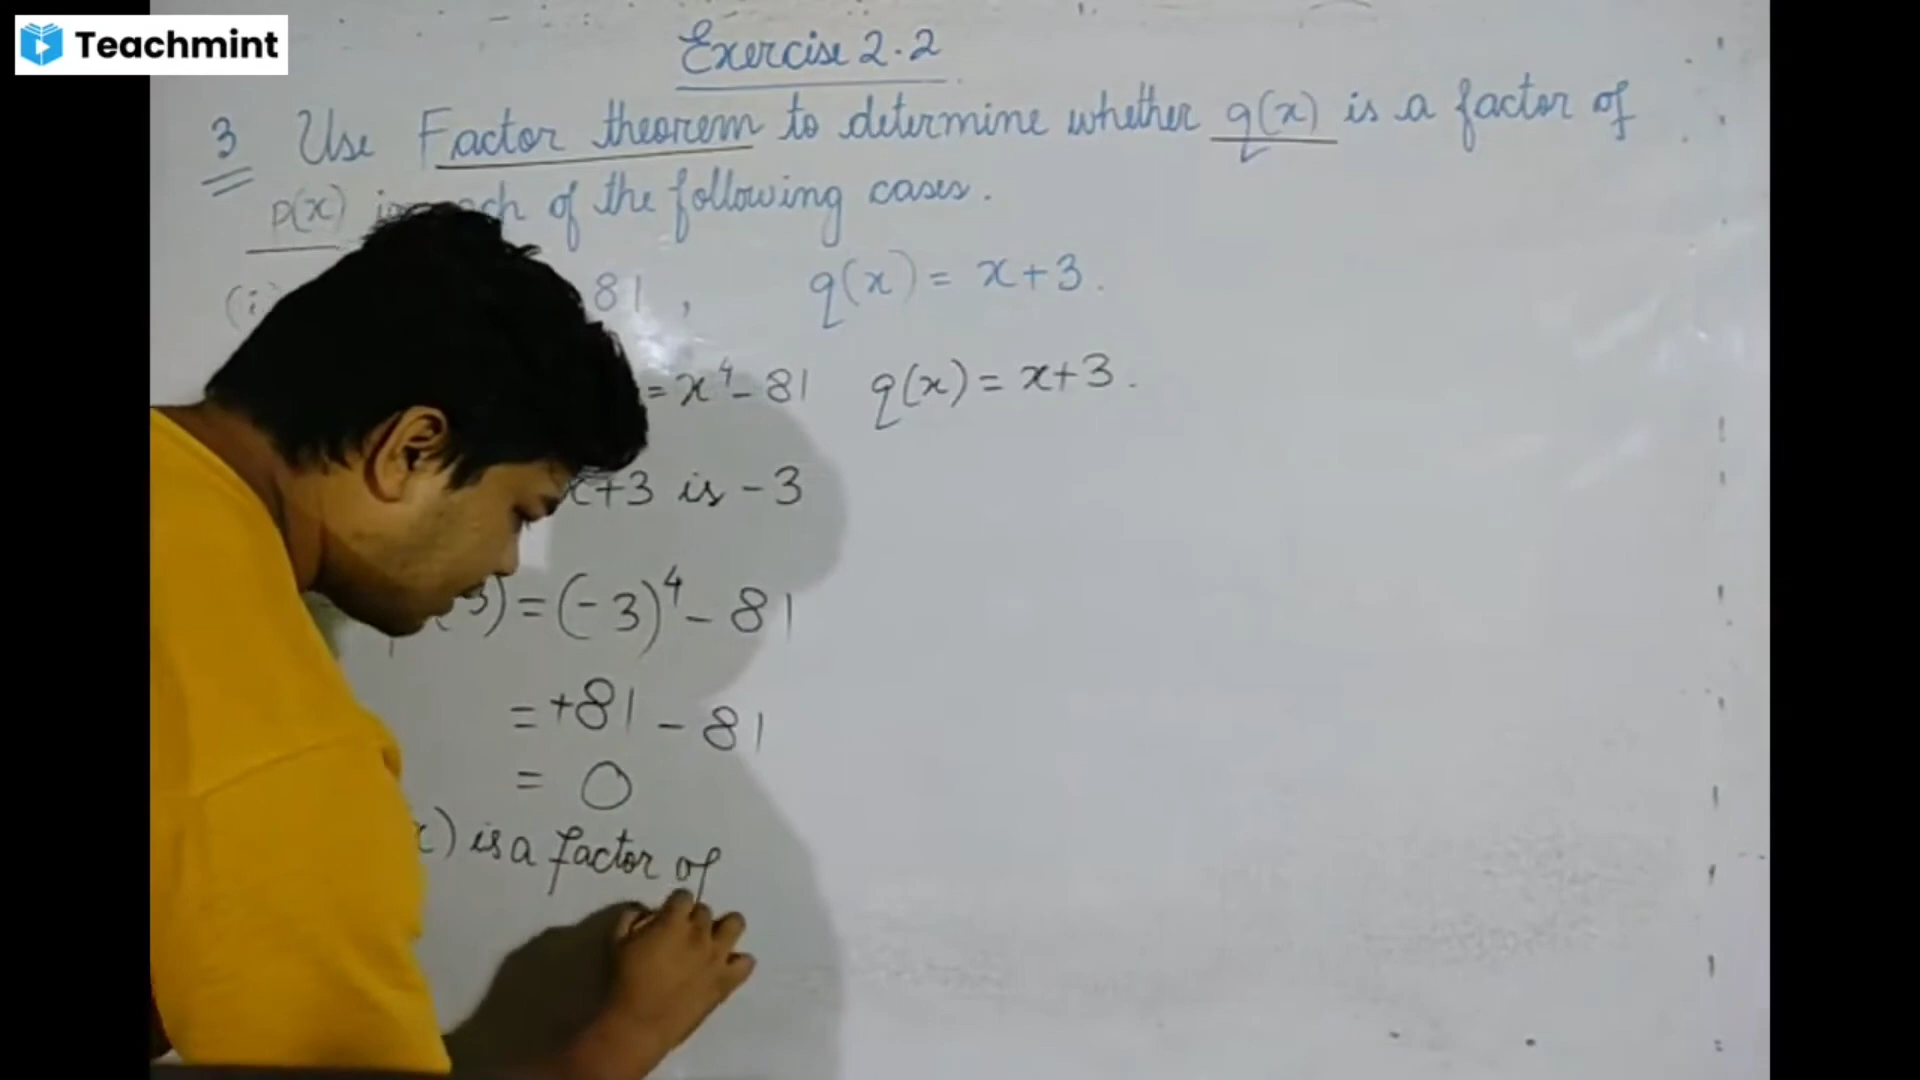 Teachmint
Exercise 2.2
3 Use Factor theorem to determine whether q(x) is a factor of
p(x) of the following cases.
(i) 81, q(x) = x+3.
= x⁴-81 q(x) = x+3.
x+3 is -3
3) = (-3)⁴ - 81
= +81 - 81
= 0
x) is a factor of